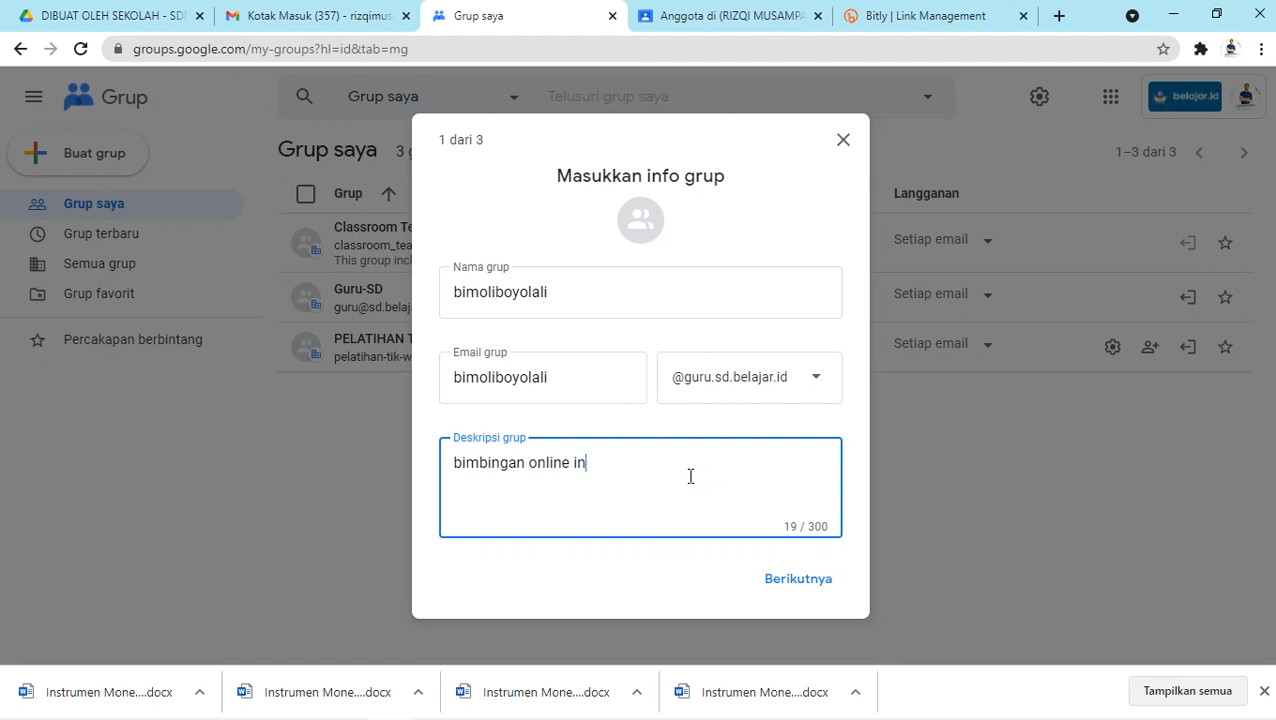 DIBUAT OLEH SEKOLAH - SDN
Kotak Masuk (357) - rizqimus
Grup saya
Anggota di (RIZQI MUSAMPA
Bitly | Link Management
groups.google.com/my-groups?hl=id&tab=mg
Grup
Grup saya
Telusuri grup saya
belajar.id
Buat grup
Grup saya
Grup terbaru
Semua grup
Grup favorit
Percakapan berbintang
Grup saya 3 g
1–3 dari 3
Grup
Langganan
Classroom Te
classroom_tea
This group incl
Setiap email
Guru-SD
guru@sd.belaj
Setiap email
PELATIHAN T
pelatihan-tik-w
Setiap email
1 dari 3
Masukkan info grup
Nama grup
bimoliboyolali
Email grup
bimoliboyolali
@guru.sd.belajar.id
Deskripsi grup
bimbingan online in
19 / 300
Berikutnya
Instrumen Mone....docx
Instrumen Mone....docx
Instrumen Mone....docx
Instrumen Mone....docx
Tampilkan semua